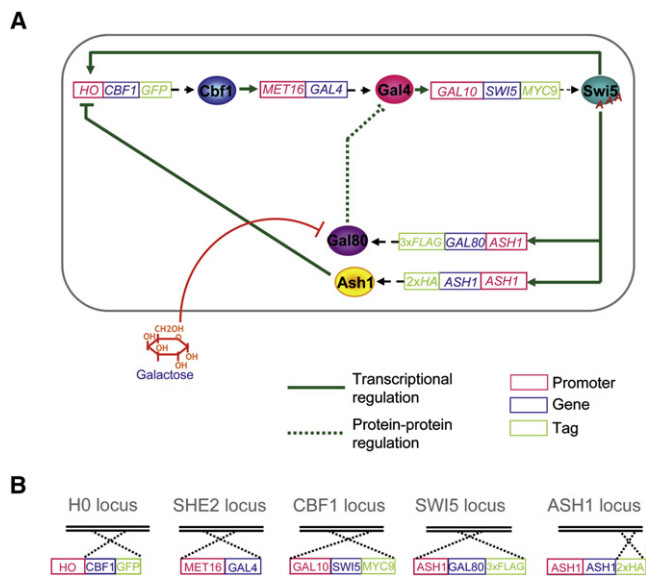 A
HO CBF1 GFP Cbf1 MET16 GAL4 Gal4 GAL10 SWI5 MYC9 Swi5
AAA
Gal80 3xFLAG GAL80 ASH1
Ash1 2xHA ASH1 ASH1
CH2OH
OH OH
OH OH
OH
Galactose
Transcriptional
regulation
Protein-protein
regulation
Promoter
Gene
Tag
B
H0 locus SHE2 locus CBF1 locus SWI5 locus ASH1 locus
HO CBF1 GFP MET16 GAL4 GAL10 SWI5 MYC9 ASH1 GAL80 3xFLAG ASH1 ASH1 2xHA